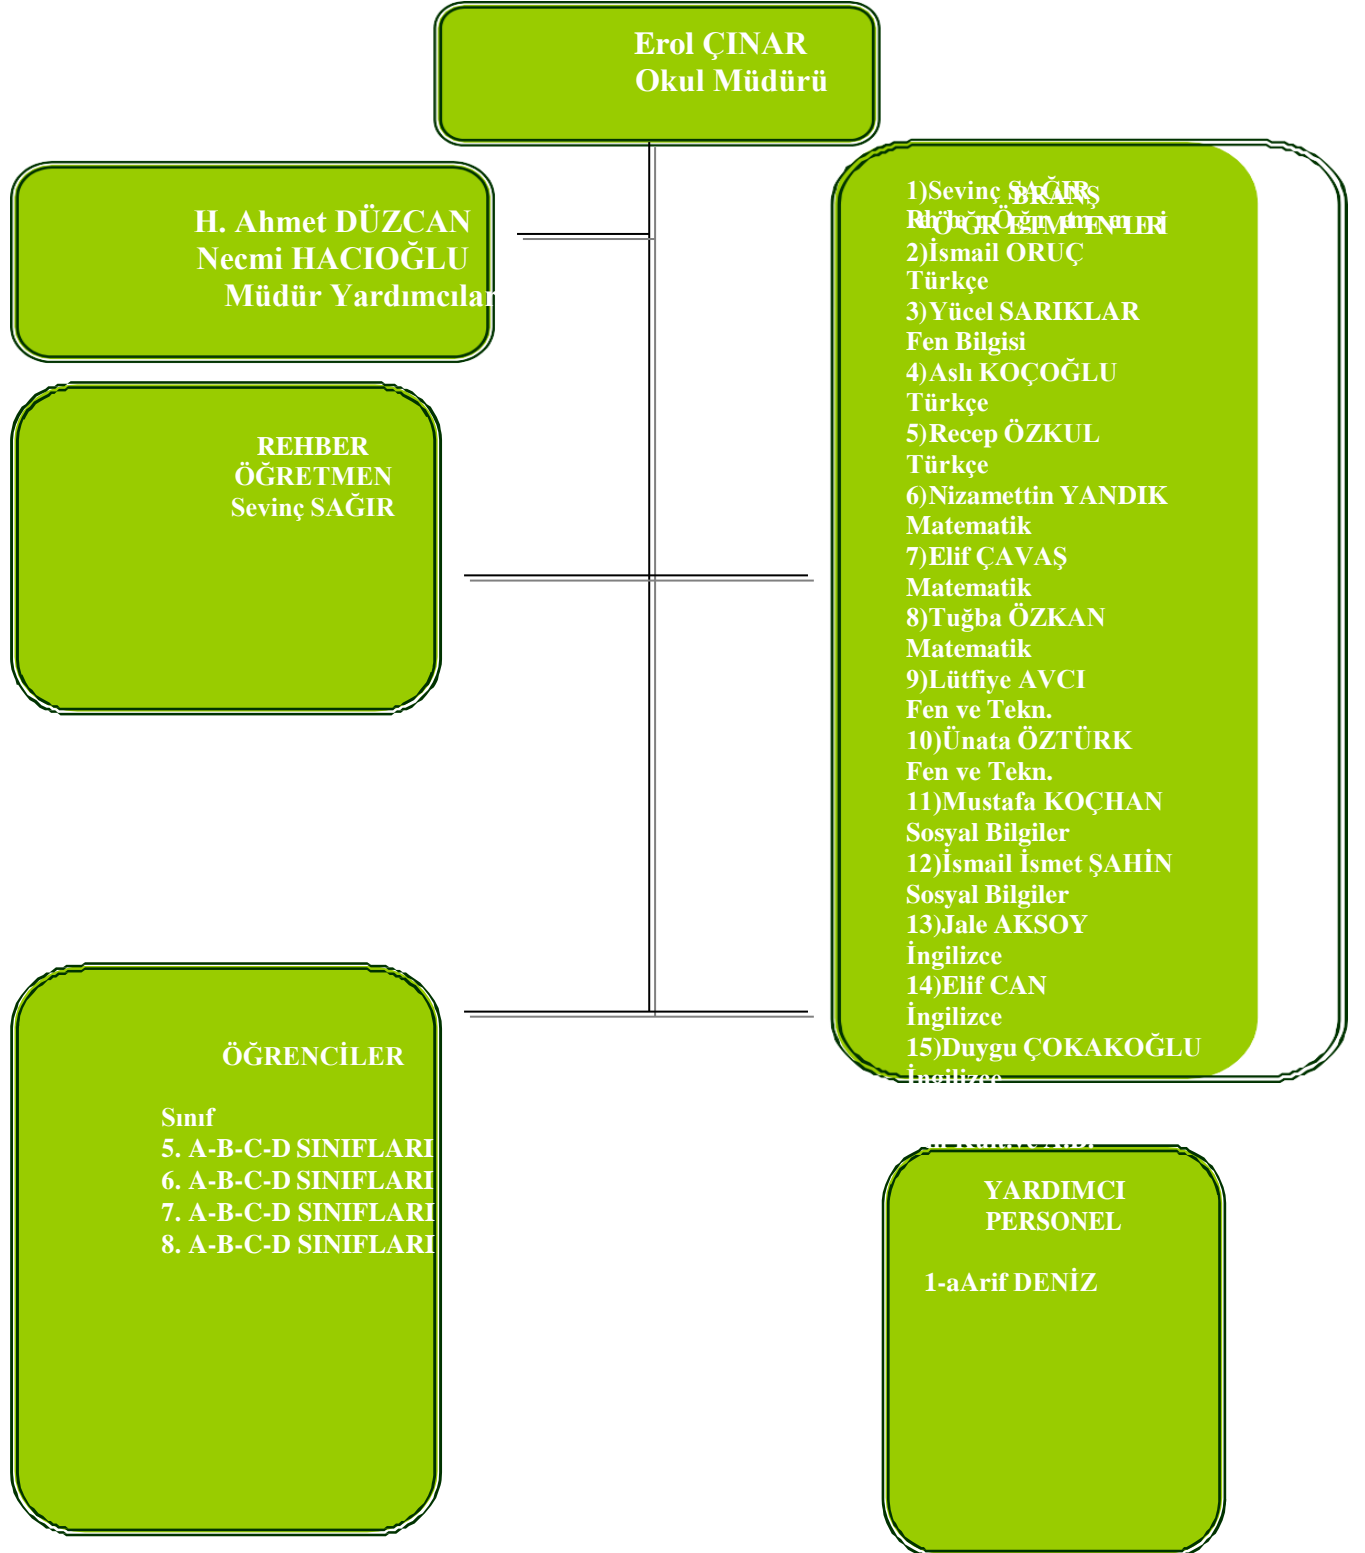 Erol ÇINAR
Okul Müdürü
H. Ahmet DÜZCAN
Necmi HACIOĞLU
Müdür Yardımcılar
REHBER
ÖĞRETMEN
Sevinç SAĞIR
BRANŞ
ÖĞRETMENLERİ
1)Sevinç SAĞIR
Rehber Öğretmen
2)İsmail ORUÇ
Türkçe
3)Yücel SARIKLAR
Fen Bilgisi
4)Aslı KOÇOĞLU
Türkçe
5)Recep ÖZKUL
Türkçe
6)Nizamettin YANDIK
Matematik
7)Elif ÇAVAŞ
Matematik
8)Tuğba ÖZKAN
Matematik
9)Lütfiye AVCI
Fen ve Tekn.
10)Ünata ÖZTÜRK
Fen ve Tekn.
11)Mustafa KOÇHAN
Sosyal Bilgiler
12)İsmail İsmet ŞAHİN
Sosyal Bilgiler
13)Jale AKSOY
İngilizce
14)Elif CAN
İngilizce
15)Duygu ÇOKAKOĞLU
İngilizce
ÖĞRENCİLER
Sınıf
5. A-B-C-D SINIFLARI
6. A-B-C-D SINIFLARI
7. A-B-C-D SINIFLARI
8. A-B-C-D SINIFLARI
YARDIMCI
PERSONEL
1-aArif DENİZ